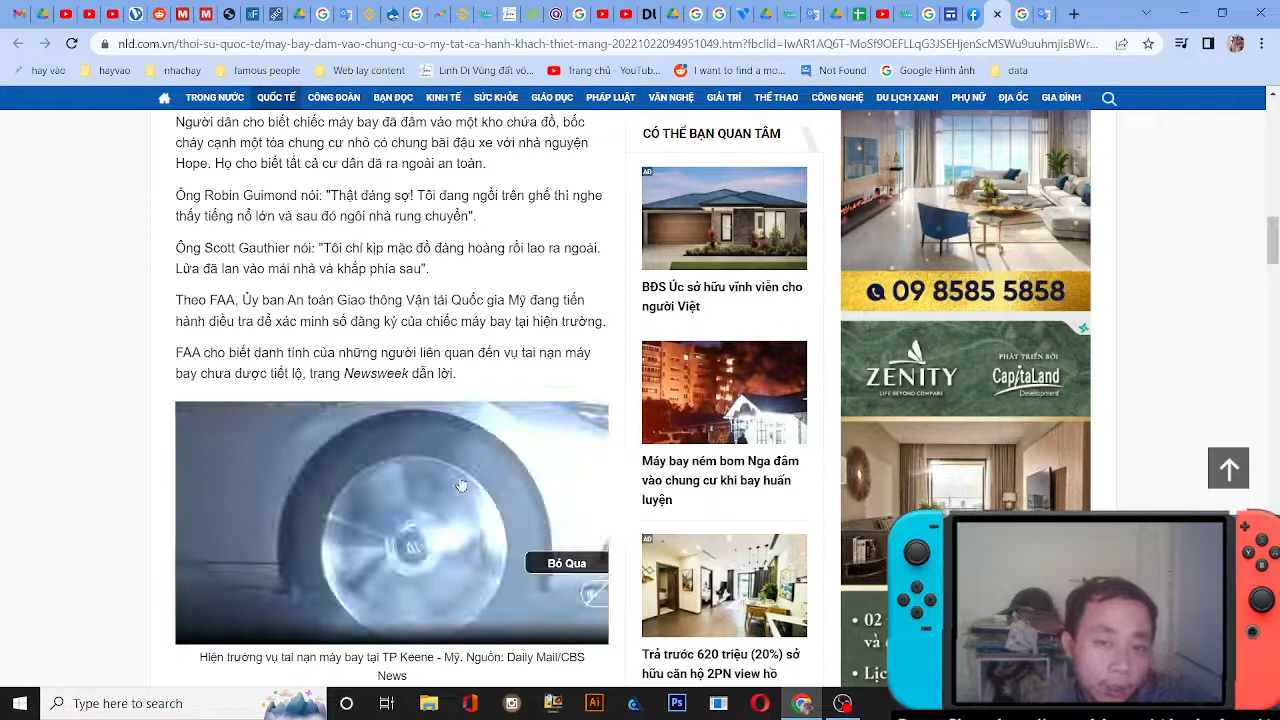 nld.com.vn/thoi-su-quoc-te/may-bay-dam-vao-chung-cu-o-my-tat-ca-hanh-khach-thiet-mang-20221022094951049.htm?fbclid=IwAR1AQ6T-MoSf9OEFLLqG3JSEHjenScMSWu9uuhmjisBWr...
hay vào
hayvao
nhadat
freelance people
Web lay content
Linh Dị Vùng đất vô...
Trang chủ - YouTub...
I want to find a mo...
Not Found
Google Hình ảnh
data
TRONG NƯỚC QUỐC TẾ CÔNG ĐOÀN BẠN ĐỌC KINH TẾ SỨC KHỎE GIÁO DỤC PHÁP LUẬT VĂN NGHỆ GIẢI TRÍ THỂ THAO CÔNG NGHỆ DU LỊCH XANH PHỤ NỮ ĐỊA ỐC GIA ĐÌNH
Người dân cho biết chiếc máy bay đã đâm vào một kho chứa đồ, bốc
cháy cạnh một tòa chung cư nhỏ có chung bãi đậu xe với nhà nguyện
Hope. Họ cho biết tất cả cư dân đã ra ngoài an toàn.
Ông Robin Guin nói: "Thật đáng sợ! Tôi đang ngồi trên ghế thì nghe
thấy tiếng nổ lớn và sau đó ngôi nhà rung chuyển".
Ông Scott Gauthier nói: "Tôi chỉ kịp mặc đồ đàng hoàng rồi lao ra ngoài.
Lửa đã lan vào mái nhà và khắp phía sau".
Theo FAA, Ủy ban An toàn Giao thông Vận tải Quốc gia Mỹ đang tiến
hành điều tra để xác minh số đăng ký của chiếc máy bay tại hiện trường.
FAA cho biết danh tính của những người liên quan đến vụ tai nạn máy
bay chưa được tiết lộ, trang Newsweek dẫn lời.
Bỏ Qua
Hiện trường vụ tai nạn máy bay tại TP Keene - Mỹ. Nguồn: Daily Mail/CBS
News
CÓ THỂ BẠN QUAN TÂM
AD
BĐS Úc sở hữu vĩnh viễn cho
người Việt
Máy bay ném bom Nga đâm
vào chung cư khi bay huấn
luyện
AD
Trả trước 620 triệu (20%) sở
hữu căn hộ 2PN view hồ
09 8585 5858
ZENITY
LIFE BEYOND COMPARE
PHÁT TRIỂN BỞI
CapitaLand
Development
• 02
và
• Lịc
Type here to search